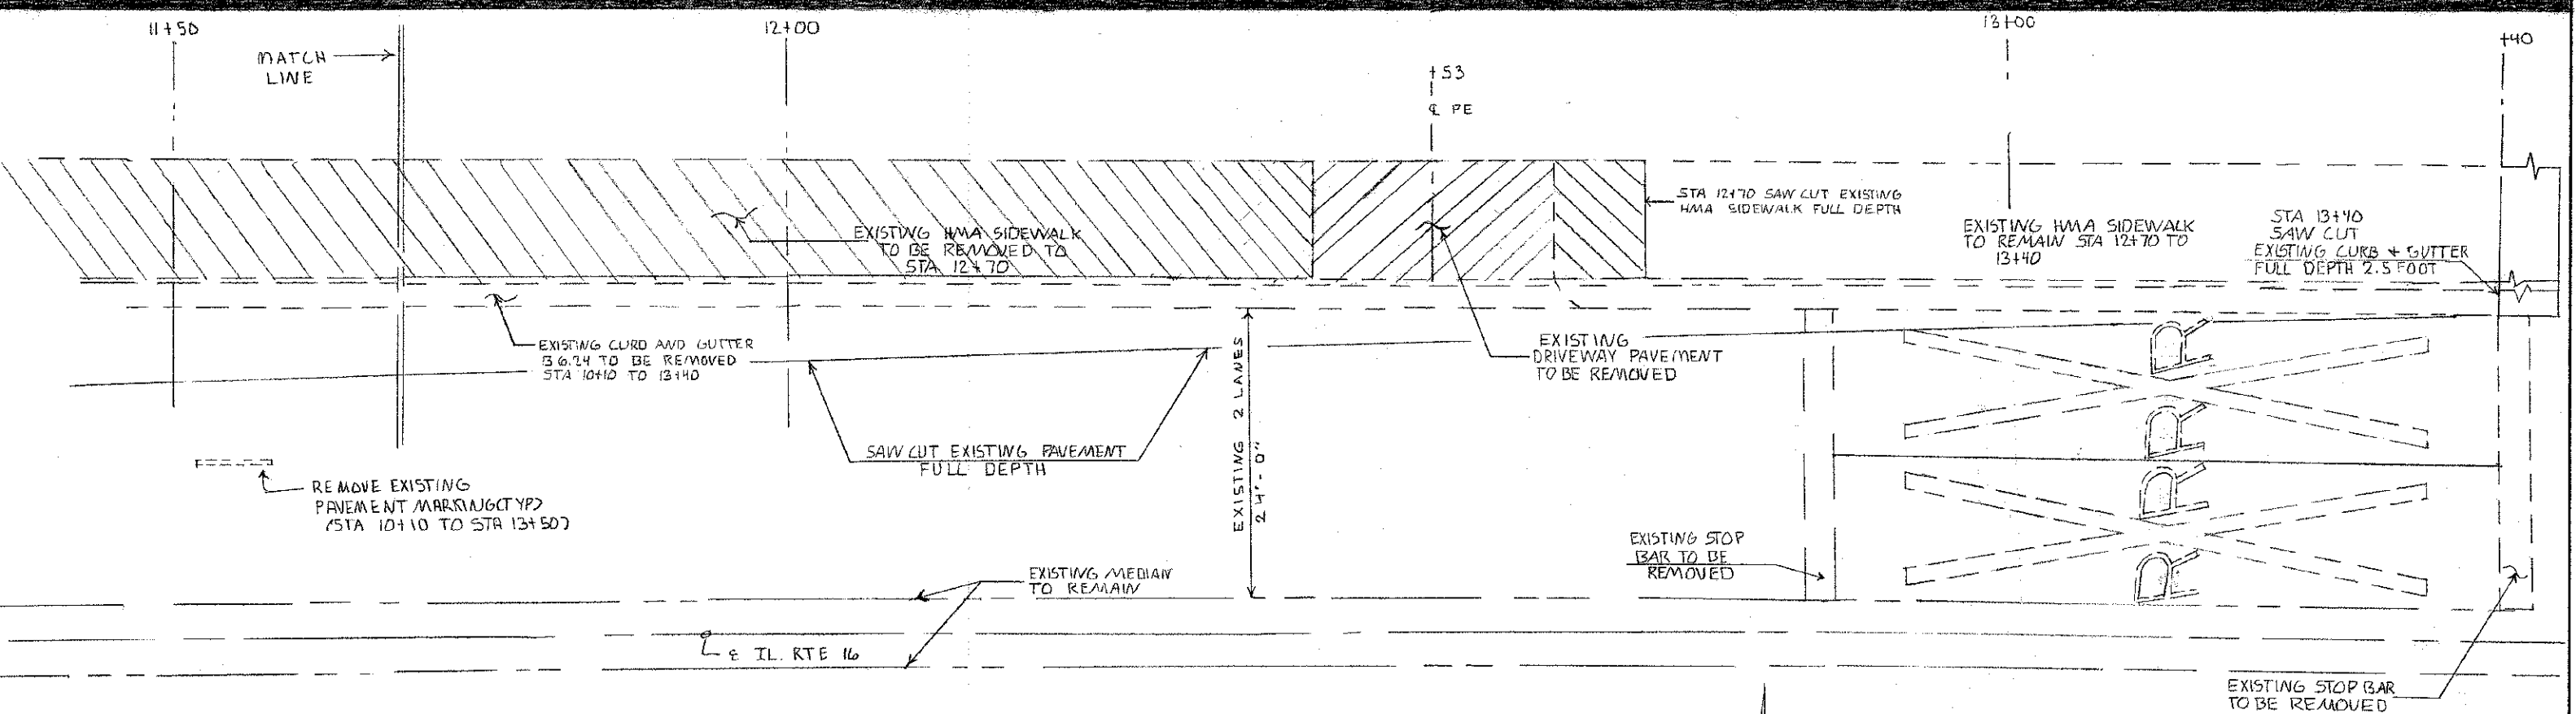 11+50
12+00
13+00
+40
MATCH
LINE
+53
℄ PE
STA 12+70 SAW CUT EXISTING
HMA SIDEWALK FULL DEPTH
EXISTING HMA SIDEWALK
TO BE REMOVED TO
STA 12+70
EXISTING HMA SIDEWALK
TO REMAIN STA 12+70 TO
13+40
STA 13+40
SAW CUT
EXISTING CURB + GUTTER
FULL DEPTH 2.5 FOOT
EXISTING CURB AND GUTTER
B6.24 TO BE REMOVED
STA 10+10 TO 13+40
EXISTING
DRIVEWAY PAVEMENT
TO BE REMOVED
SAW CUT EXISTING PAVEMENT
FULL DEPTH
EXISTING 2 LANES
24'-0"
REMOVE EXISTING
PAVEMENT MARKING(TYP)
(STA 10+10 TO STA 13+50)
EXISTING STOP
BAR TO BE
REMOVED
EXISTING MEDIAN
TO REMAIN
℄ IL. RTE 16
EXISTING STOP BAR
TO BE REMOVED